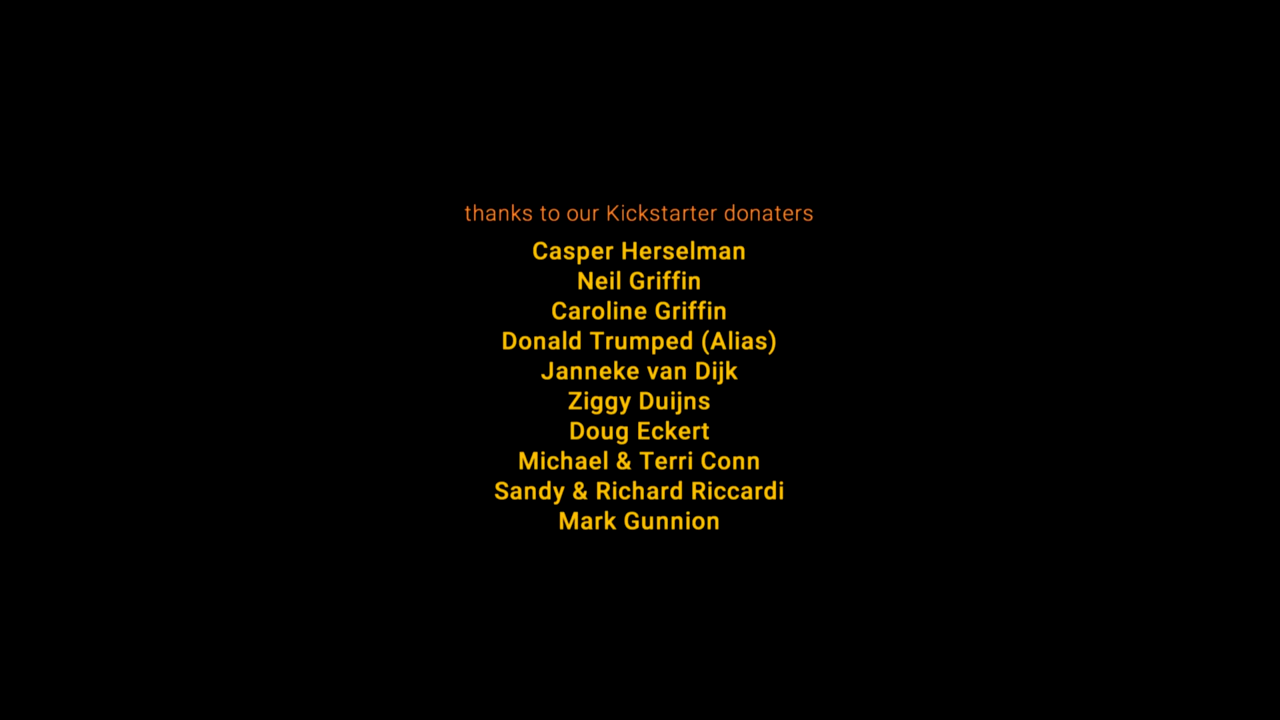 thanks to our Kickstarter donaters
Casper Herselman
Neil Griffin
Caroline Griffin
Donald Trumped (Alias)
Janneke van Dijk
Ziggy Duijns
Doug Eckert
Michael & Terri Conn
Sandy & Richard Riccardi
Mark Gunnion